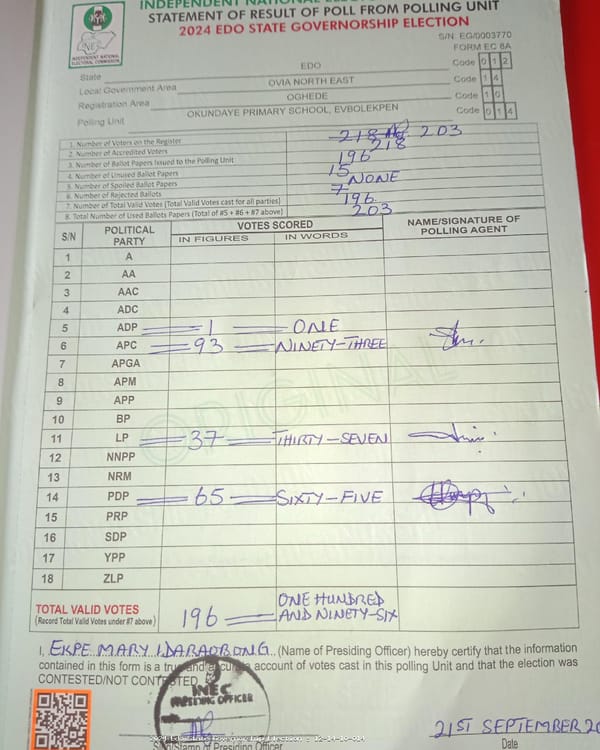 INDEPENDENT NATIONAL
STATEMENT OF RESULT OF POLL FROM POLLING UNIT
2024 EDO STATE GOVERNORSHIP ELECTION
INEC
INDEPENDENT NATIONAL
ELECTORAL COMMISSION
S/N: EG/0003770
FORM EC 8A
State EDO Code 0 1 2
Local Government Area OVIA NORTH EAST Code 1 4
Registration Area OGHEDE Code 1 0
Polling Unit OKUNDAYE PRIMARY SCHOOL, EVBOLEKPEN Code 0 1 4
1. Number of Voters on the Register 218 203
2. Number of Accredited Voters 218
3. Number of Ballot Papers Issued to the Polling Unit 196
4. Number of Unused Ballot Papers 15
5. Number of Spoiled Ballot Papers NONE
6. Number of Rejected Ballots 7
7. Number of Total Valid Votes (Total Valid Votes cast for all parties) 196
8. Total Number of Used Ballots Papers (Total of #5 + #6 + #7 above) 203
S/N POLITICAL PARTY VOTES SCORED NAME/SIGNATURE OF POLLING AGENT
IN FIGURES IN WORDS
1 A
2 AA
3 AAC
4 ADC
5 ADP 1 ONE
6 APC 93 NINETY-THREE
7 APGA
8 APM
9 APP
10 BP
11 LP 37 THIRTY-SEVEN
12 NNPP
13 NRM
14 PDP 65 SIXTY-FIVE
15 PRP
16 SDP
17 YPP
18 ZLP
ORIGINAL
TOTAL VALID VOTES
(Record Total Valid Votes under #7 above)
196 ONE HUNDRED AND NINETY-SIX
I, EKPE MARY IDARAOBONG (Name of Presiding Officer) hereby certify that the information
contained in this form is a true and accurate account of votes cast in this polling Unit and that the election was
CONTESTED/NOT CONTESTED.
INEC
PRESIDING OFFICER
21ST SEPTEMBER 20
Sign/Stamp of Presiding Officer
Date
12-14-10-014